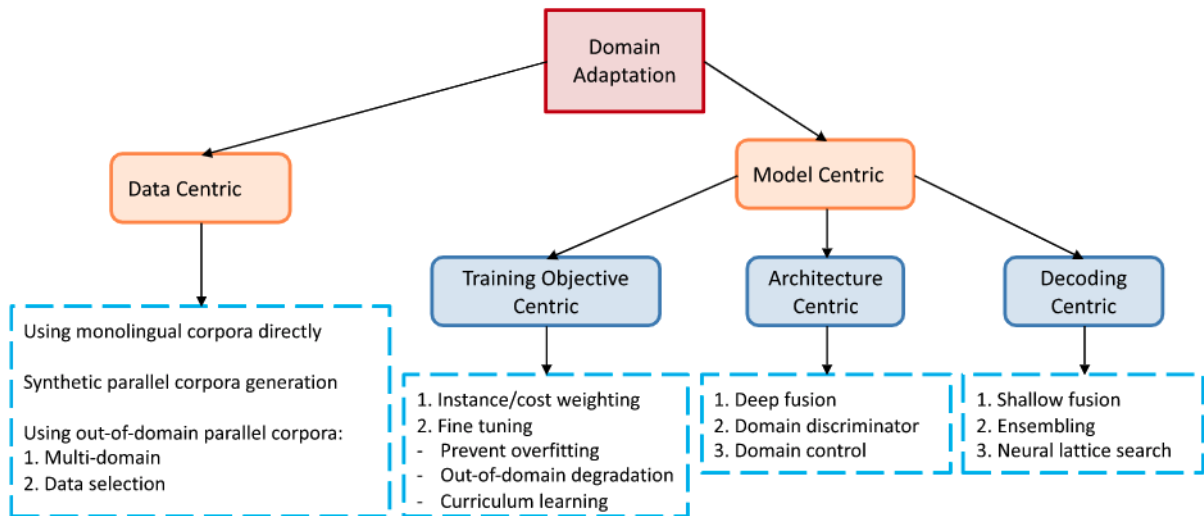 Domain
Adaptation
Data Centric
Model Centric
Training Objective
Centric
Architecture
Centric
Decoding
Centric
Using monolingual corpora directly
Synthetic parallel corpora generation
Using out-of-domain parallel corpora:
1. Multi-domain
2. Data selection
1. Instance/cost weighting
2. Fine tuning
- Prevent overfitting
- Out-of-domain degradation
- Curriculum learning
1. Deep fusion
2. Domain discriminator
3. Domain control
1. Shallow fusion
2. Ensembling
3. Neural lattice search